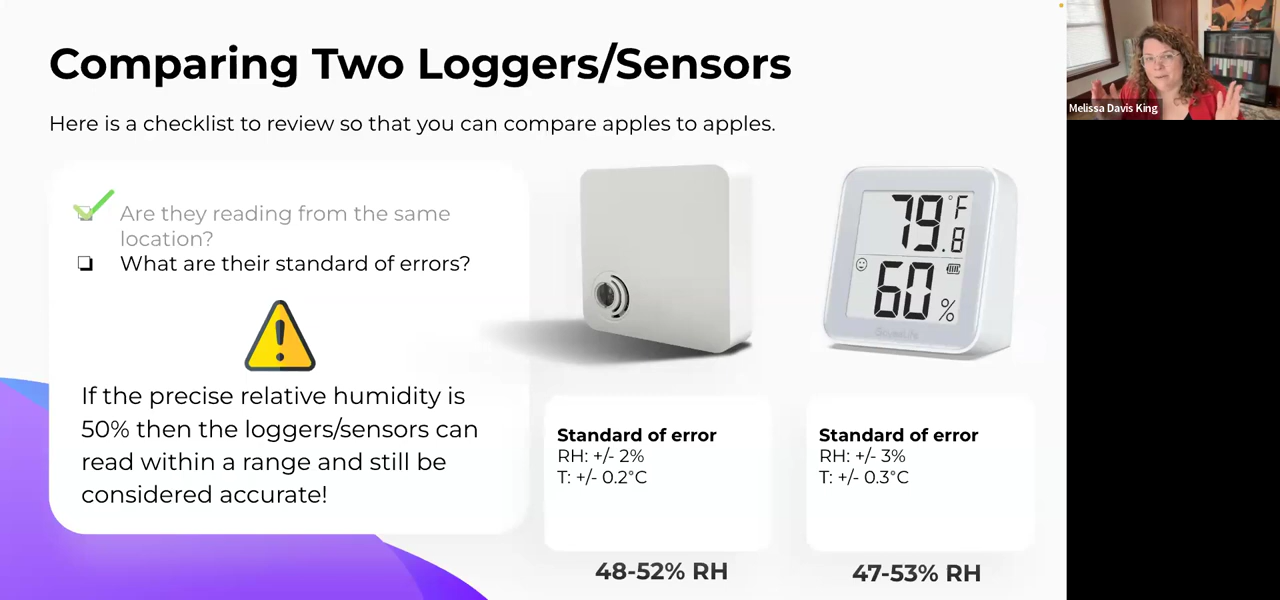 Comparing Two Loggers/Sensors
Here is a checklist to review so that you can compare apples to apples.
Are they reading from the same
location?
What are their standard of errors?
If the precise relative humidity is
50% then the loggers/sensors can
read within a range and still be
considered accurate!
79.8 °F
60 %
Standard of error
RH: +/- 2%
T: +/- 0.2°C
48-52% RH
Standard of error
RH: +/- 3%
T: +/- 0.3°C
47-53% RH
Melissa Davis King